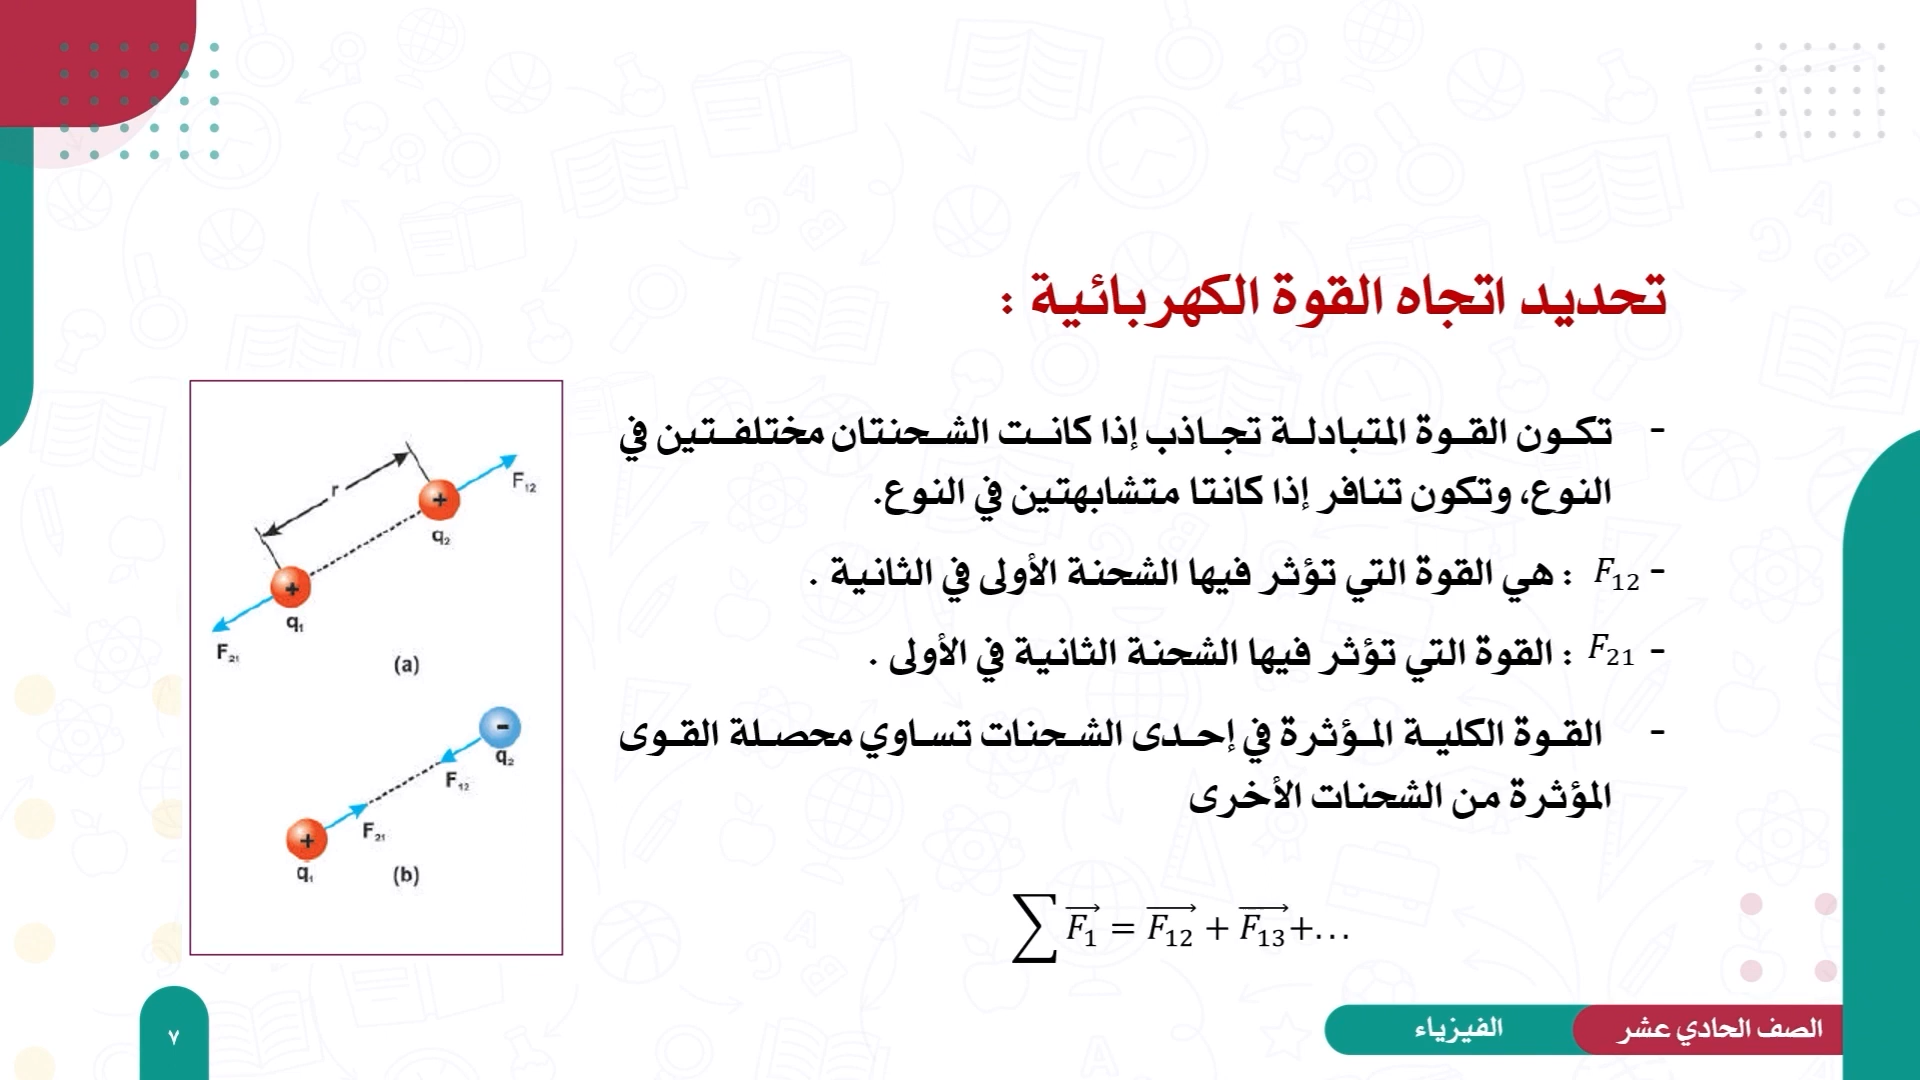 تحديد اتجاه القوة الكهربائية :
- تكون القوة المتبادلة تجاذب إذا كانت الشحنتان مختلفتين في
النوع، وتكون تنافر إذا كانتا متشابهتين في النوع.
- F₁₂ : هي القوة التي تؤثر فيها الشحنة الأولى في الثانية .
- F₂₁ : القوة التي تؤثر فيها الشحنة الثانية في الأولى .
- القوة الكلية المؤثرة في إحدى الشحنات تساوي محصلة القوى
المؤثرة من الشحنات الأخرى
∑ F₁⃗ = F₁₂⃗ + F₁₃⃗ +...
r
F₁₂
+
q₂
+
q₁
F₂₁
(a)
-
q₂
F₁₂
F₂₁
+
q₁
(b)
الصف الحادي عشر
الفيزياء
٧